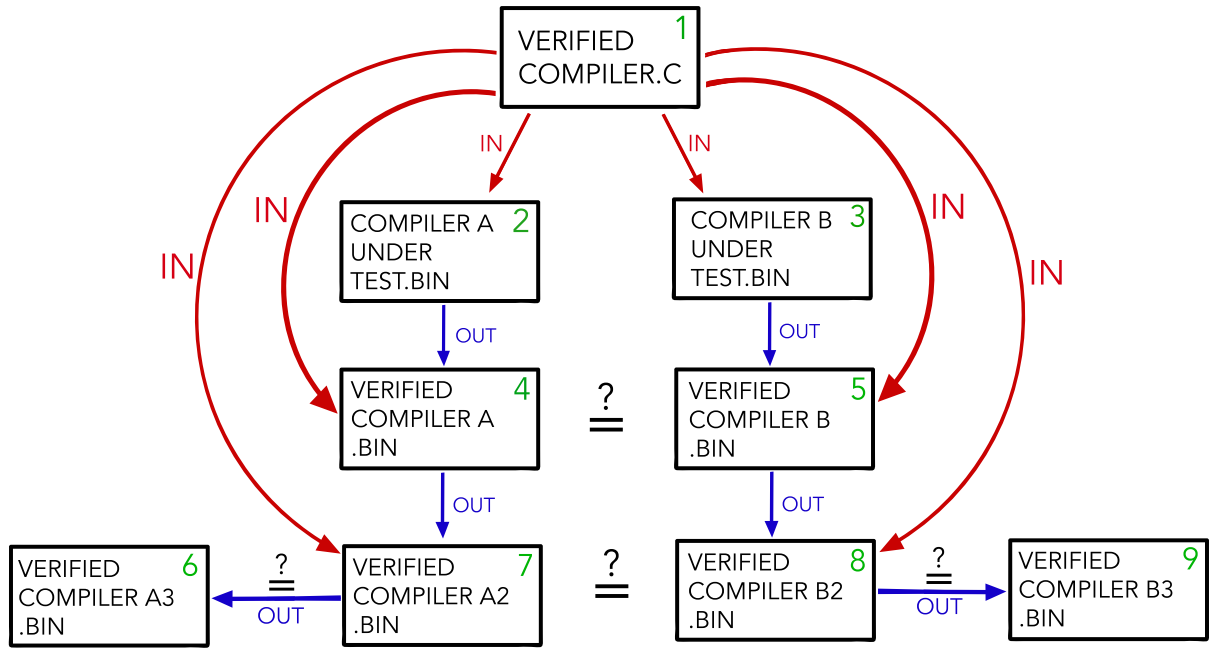 VERIFIED 1
COMPILER.C
IN IN
IN IN
IN IN
COMPILER A 2
UNDER
TEST.BIN
COMPILER B 3
UNDER
TEST.BIN
OUT OUT
VERIFIED 4
COMPILER A
.BIN
?
=
VERIFIED 5
COMPILER B
.BIN
OUT OUT
VERIFIED 6
COMPILER A3
.BIN
?
=
OUT
VERIFIED 7
COMPILER A2
.BIN
?
=
VERIFIED 8
COMPILER B2
.BIN
?
=
OUT
VERIFIED 9
COMPILER B3
.BIN